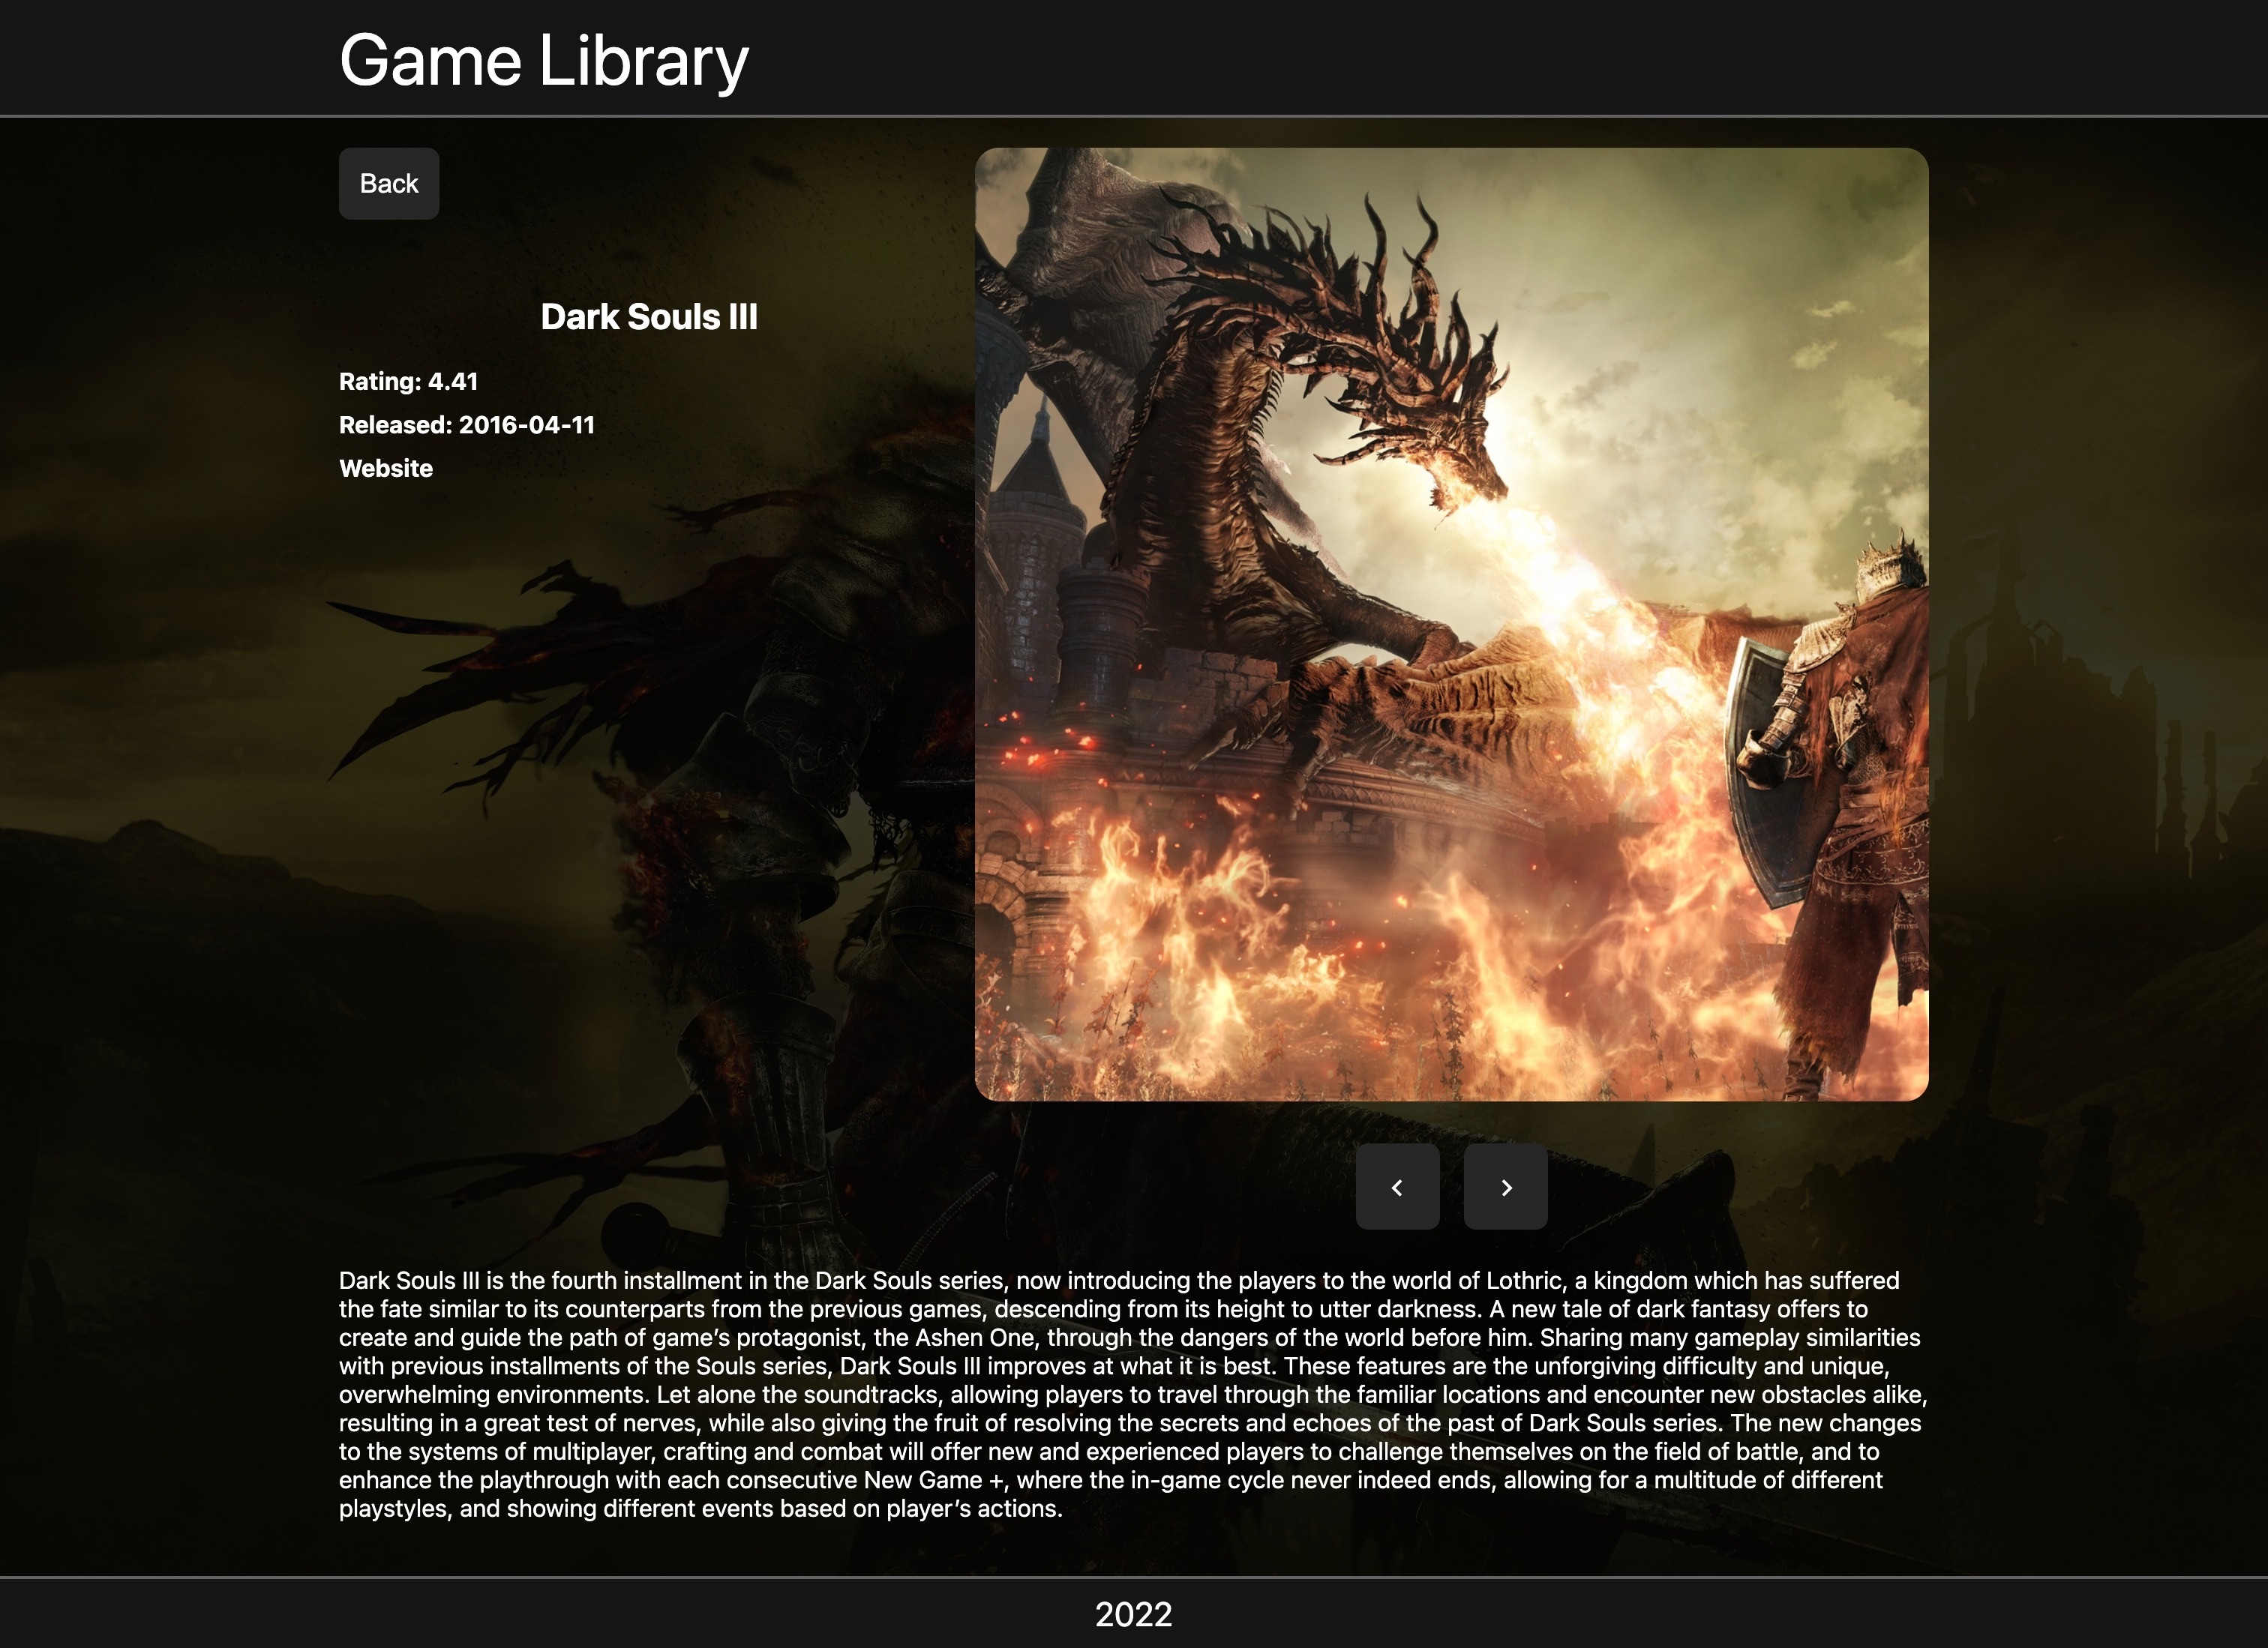 Game Library
Back
Dark Souls III
Rating: 4.41
Released: 2016-04-11
Website
Dark Souls III is the fourth installment in the Dark Souls series, now introducing the players to the world of Lothric, a kingdom which has suffered
the fate similar to its counterparts from the previous games, descending from its height to utter darkness. A new tale of dark fantasy offers to
create and guide the path of game’s protagonist, the Ashen One, through the dangers of the world before him. Sharing many gameplay similarities
with previous installments of the Souls series, Dark Souls III improves at what it is best. These features are the unforgiving difficulty and unique,
overwhelming environments. Let alone the soundtracks, allowing players to travel through the familiar locations and encounter new obstacles alike,
resulting in a great test of nerves, while also giving the fruit of resolving the secrets and echoes of the past of Dark Souls series. The new changes
to the systems of multiplayer, crafting and combat will offer new and experienced players to challenge themselves on the field of battle, and to
enhance the playthrough with each consecutive New Game +, where the in-game cycle never indeed ends, allowing for a multitude of different
playstyles, and showing different events based on player’s actions.
2022